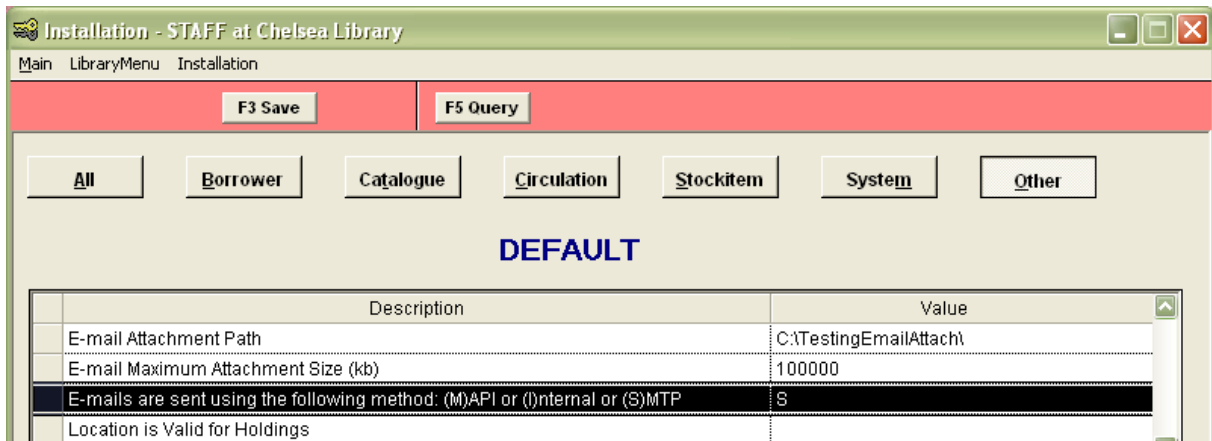 Installation - STAFF at Chelsea Library
Main LibraryMenu Installation
F3 Save F5 Query
All Borrower Catalogue Circulation Stockitem System Other
DEFAULT
Description Value
E-mail Attachment Path C:\TestingEmailAttach\
E-mail Maximum Attachment Size (kb) 100000
E-mails are sent using the following method: (M)API or (I)nternal or (S)MTP S
Location is Valid for Holdings